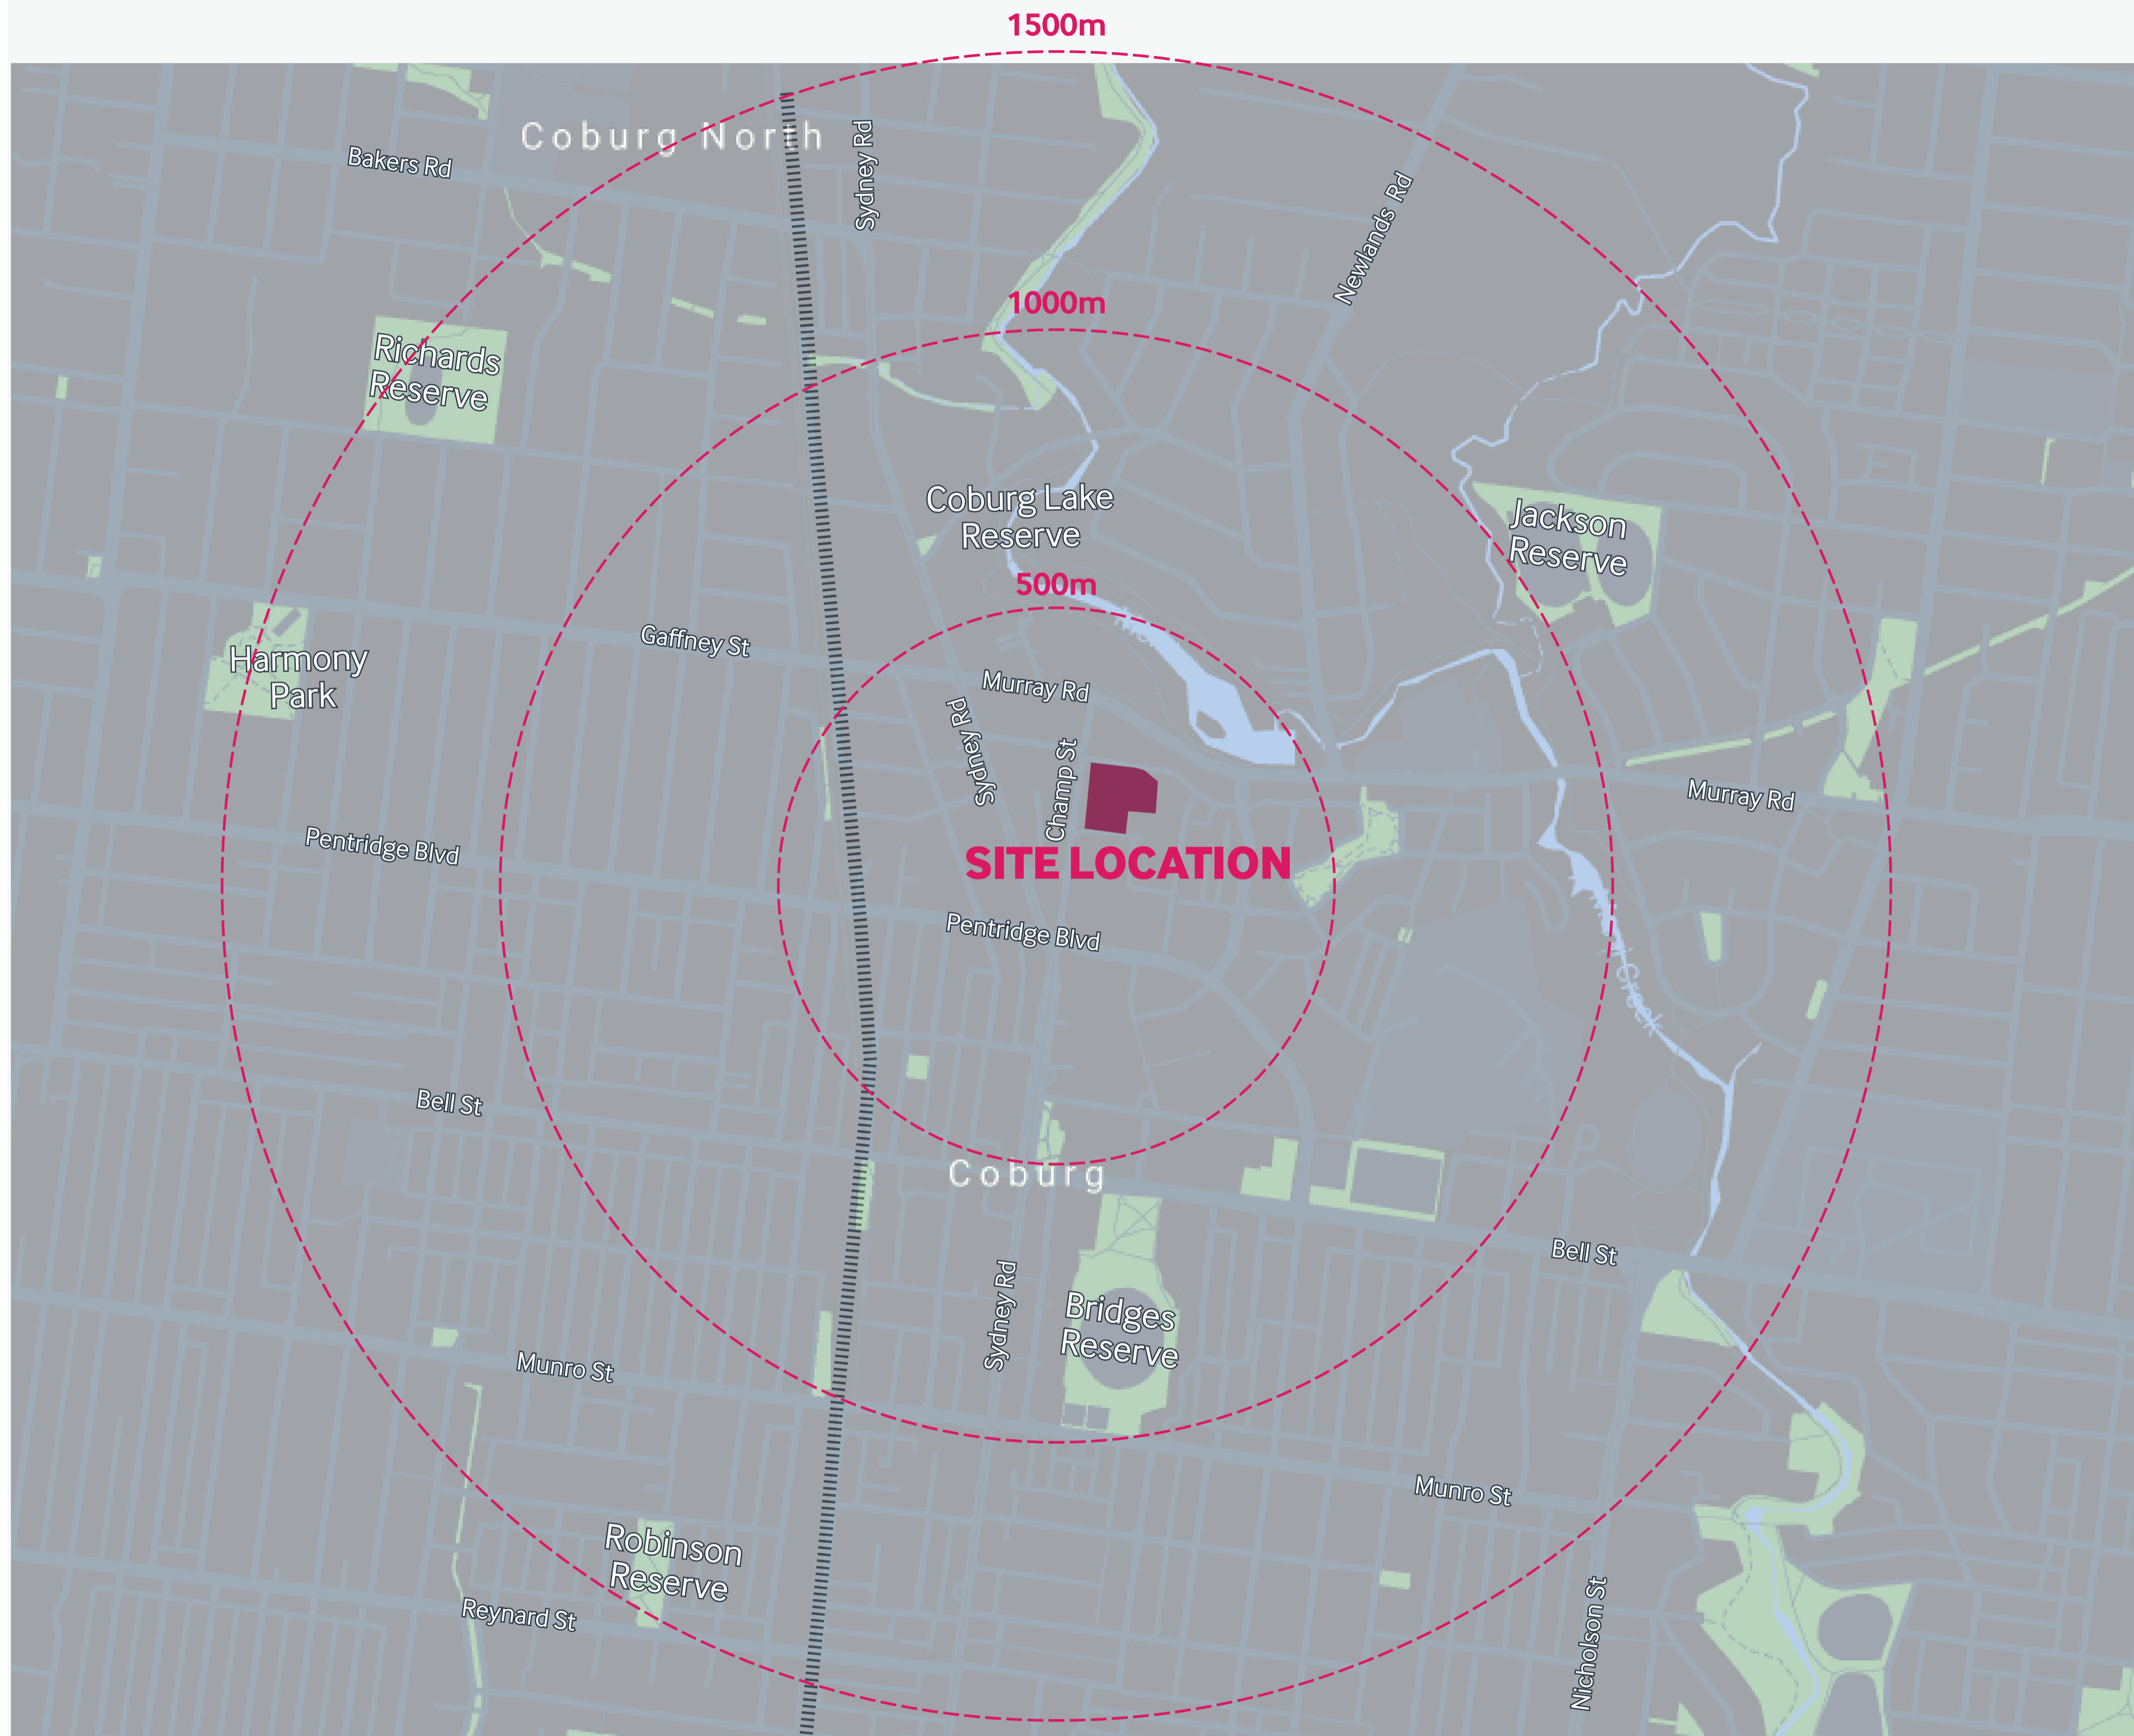 1500m
Coburg North
Sydney Rd
Bakers Rd
Newlands Rd
1000m
Richards
Reserve
Coburg Lake
Reserve
Jackson
Reserve
500m
Gaffney St
Harmony
Park
Murray Rd
Sydney Rd
Champ St
Murray Rd
Pentridge Blvd
SITE LOCATION
Pentridge Blvd
Creek
Bell St
Coburg
Bell St
Sydney Rd
Bridges
Reserve
Munro St
Munro St
Robinson
Reserve
Reynard St
Nicholson St